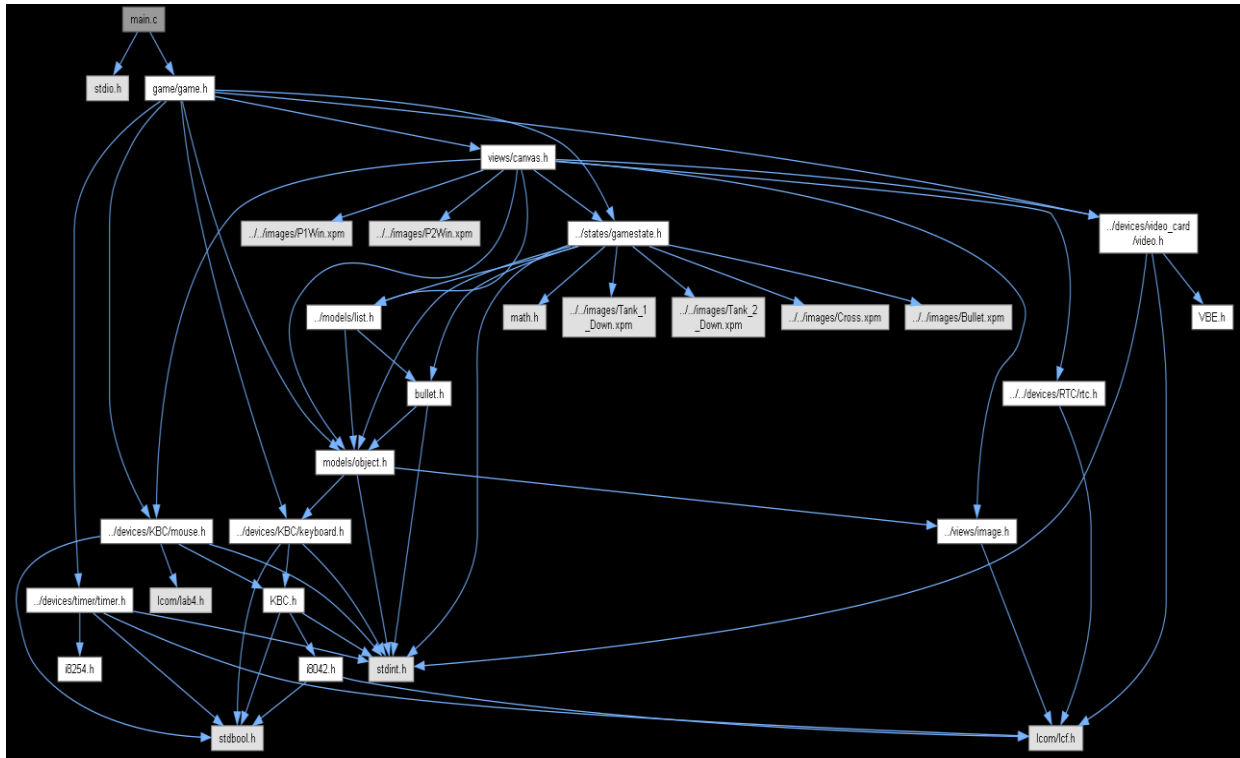 main.c
stdio.h
game/game.h
views/canvas.h
../../images/P1Win.xpm
../../images/P2Win.xpm
../states/gamestate.h
../devices/video_card
/video.h
../models/list.h
math.h
../../images/Tank_1
_Down.xpm
../../images/Tank_2
_Down.xpm
../../images/Cross.xpm
../../images/Bullet.xpm
VBE.h
bullet.h
../../devices/RTC/rtc.h
models/object.h
../devices/KBC/mouse.h
../devices/KBC/keyboard.h
../views/image.h
../devices/timer/timer.h
lcom/lab4.h
KBC.h
i8254.h
i8042.h
stdint.h
stdbool.h
lcom/lcf.h